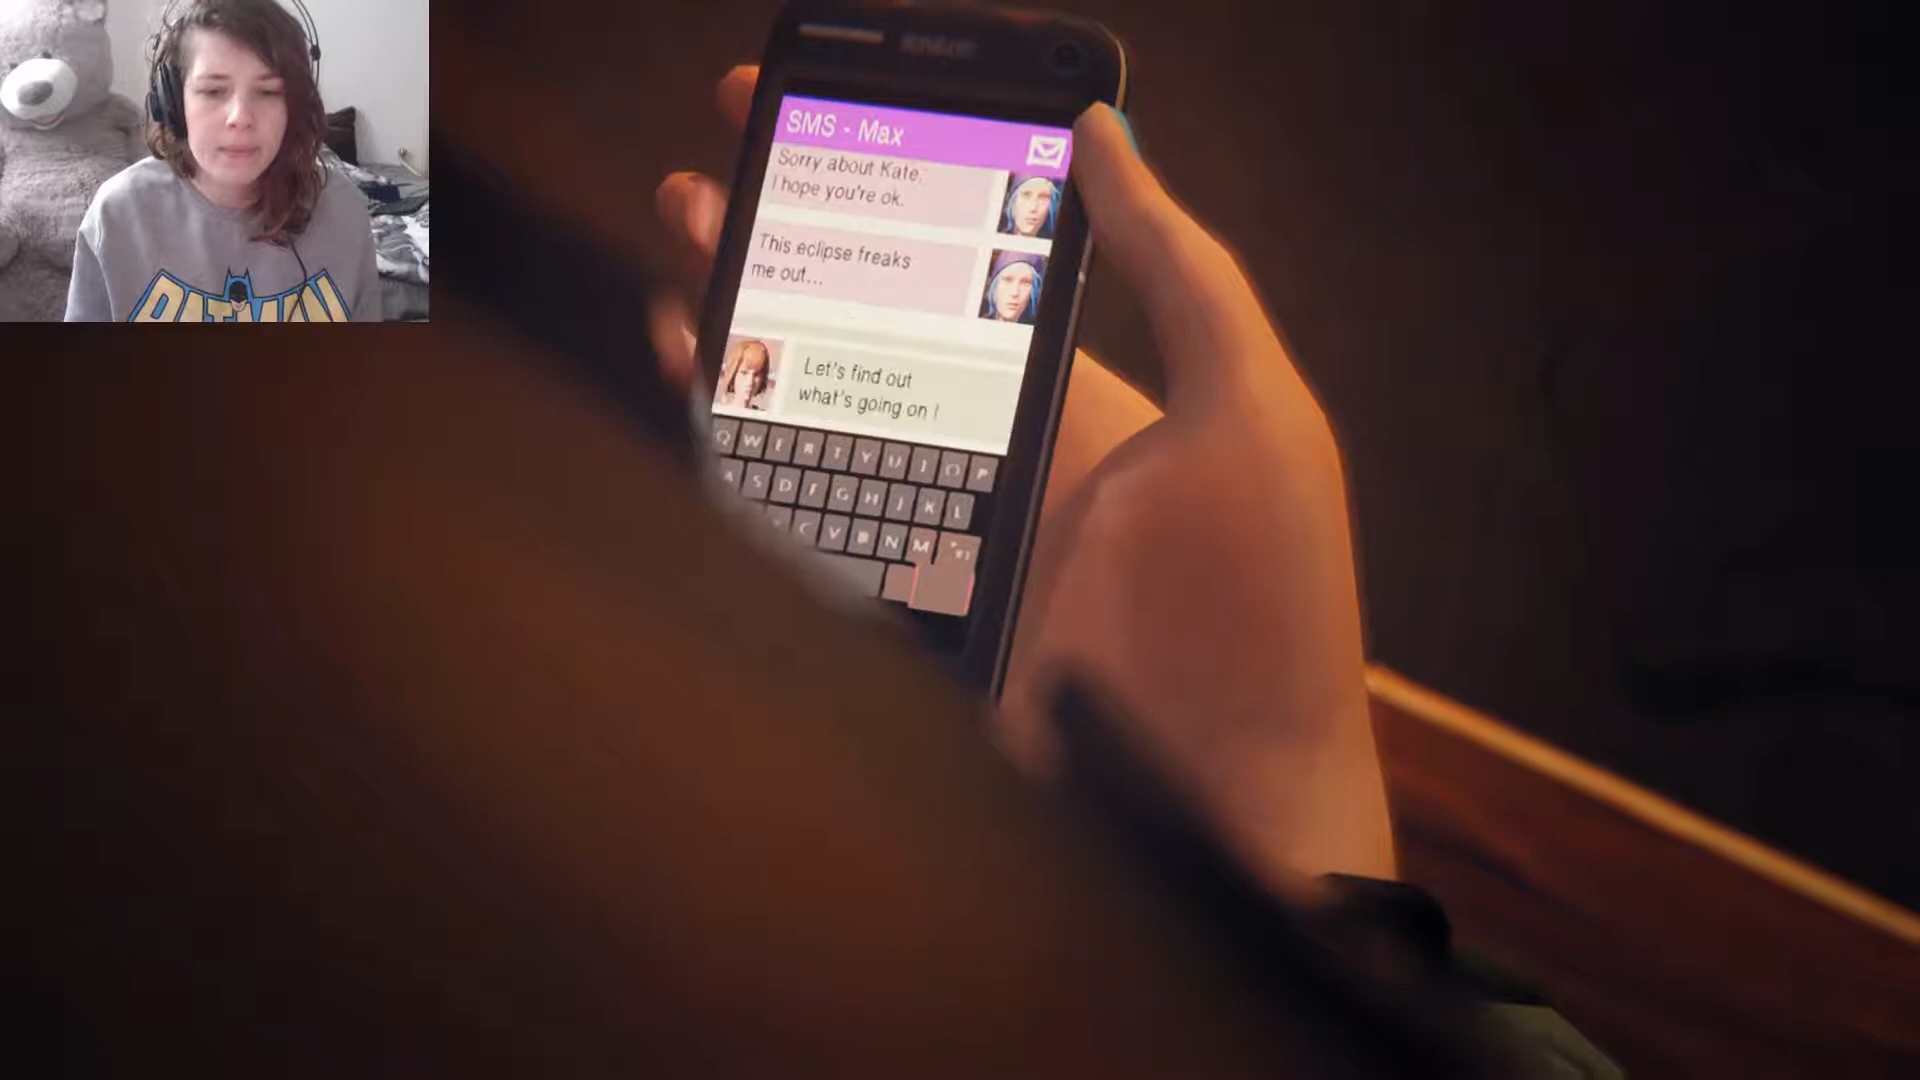 SMS - Max
Sorry about Kate.
I hope you're ok.
This eclipse freaks
me out...
Let's find out
what's going on !
Q W E R T Y U I O P
A S D F G H J K L
C V B N M
BATMAN